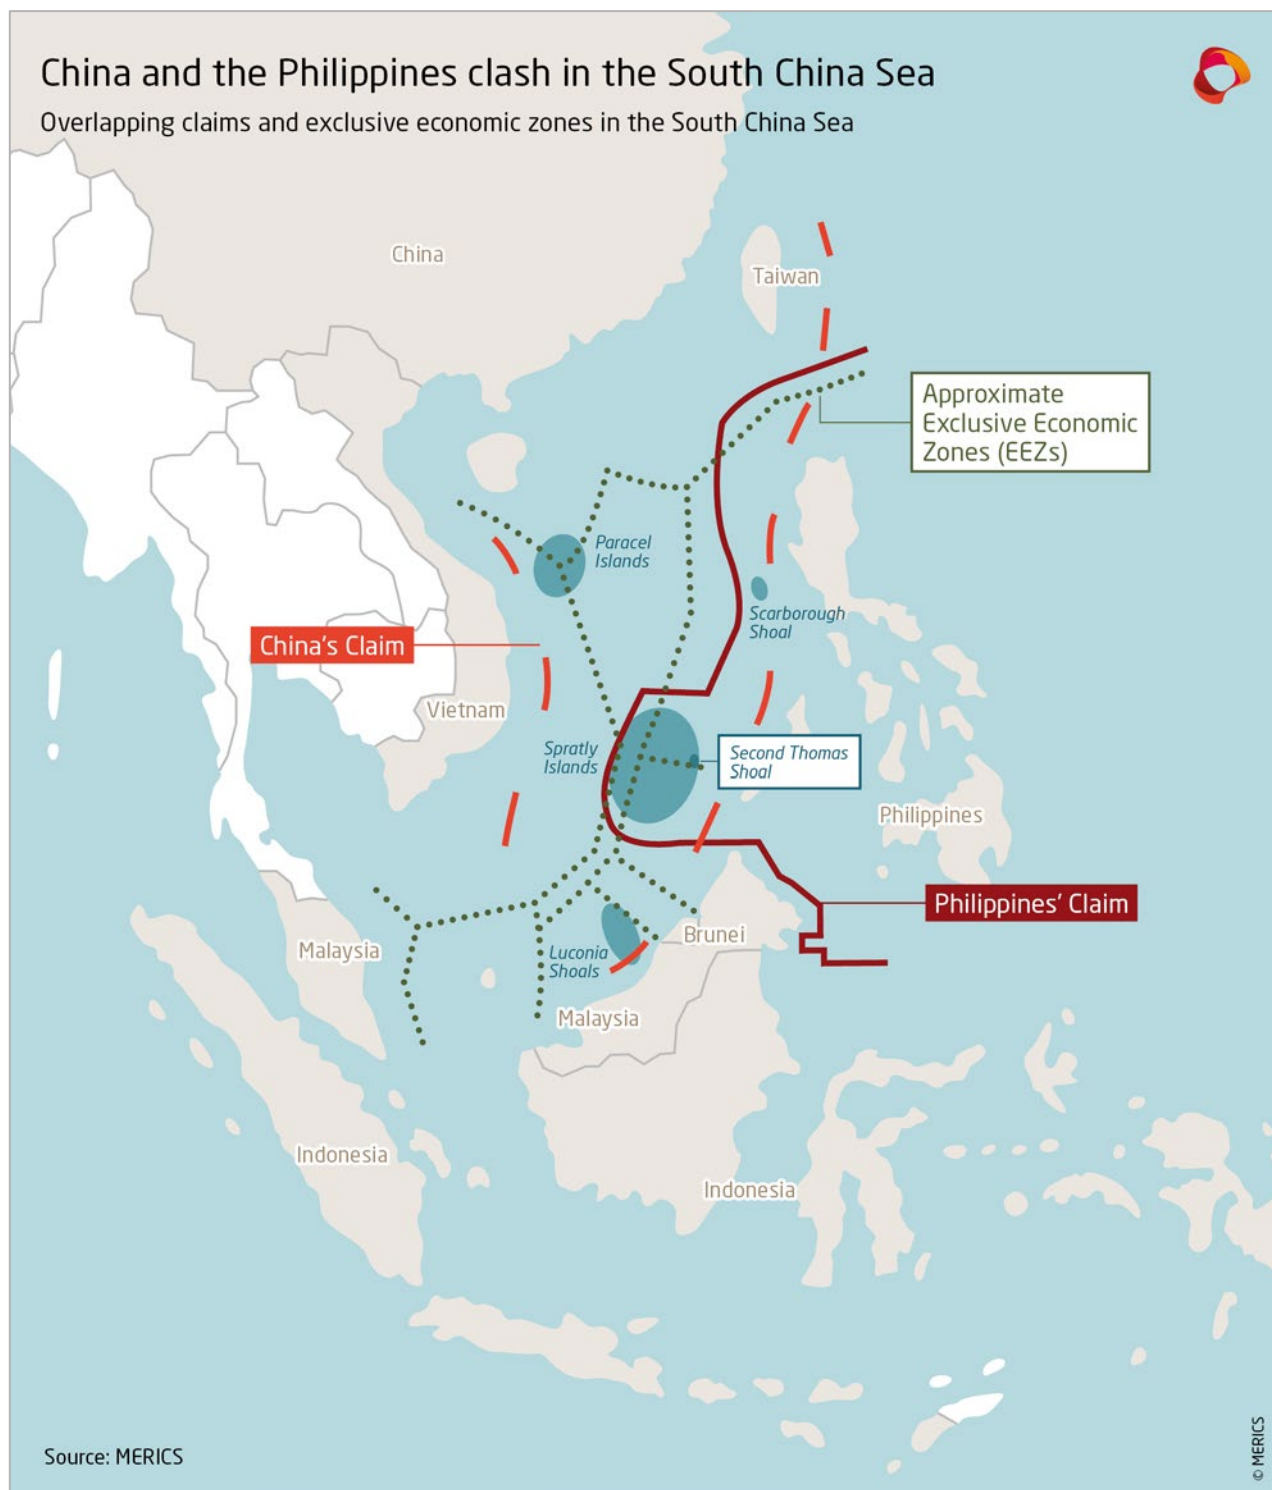 China and the Philippines clash in the South China Sea
Overlapping claims and exclusive economic zones in the South China Sea
China
Taiwan
Approximate
Exclusive Economic
Zones (EEZs)
Paracel
Islands
Scarborough
Shoal
China's Claim
Vietnam
Spratly
Islands
Second Thomas
Shoal
Philippines
Philippines' Claim
Malaysia
Brunei
Luconia
Shoals
Malaysia
Indonesia
Indonesia
Source: MERICS
© MERICS